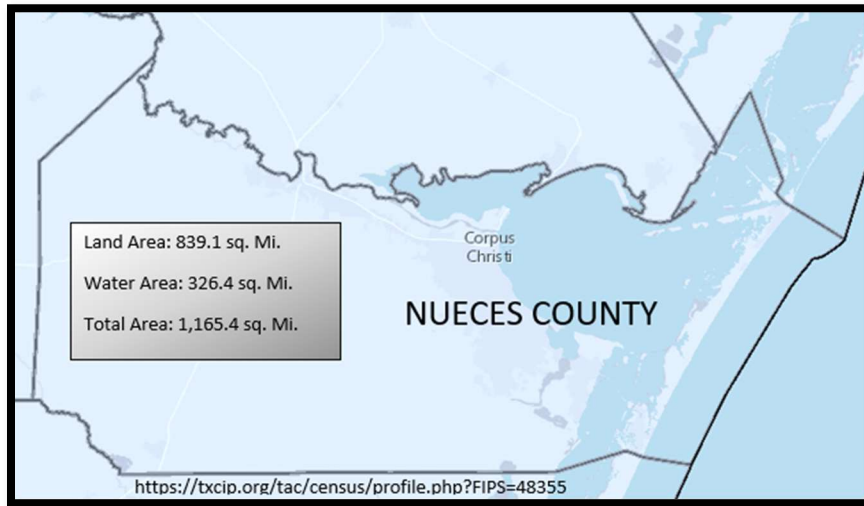 Land Area: 839.1 sq. Mi.
Water Area: 326.4 sq. Mi.
Total Area: 1,165.4 sq. Mi.
Corpus
Christi
NUECES COUNTY
https://txcip.org/tac/census/profile.php?FIPS=48355